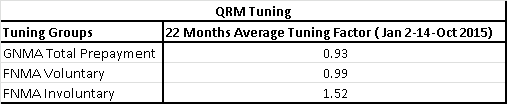 QRM Tuning
Tuning Groups 22 Months Average Tuning Factor ( Jan 2-14-Oct 2015)
GNMA Total Prepayment 0.93
FNMA Voluntary 0.99
FNMA Involuntary 1.52